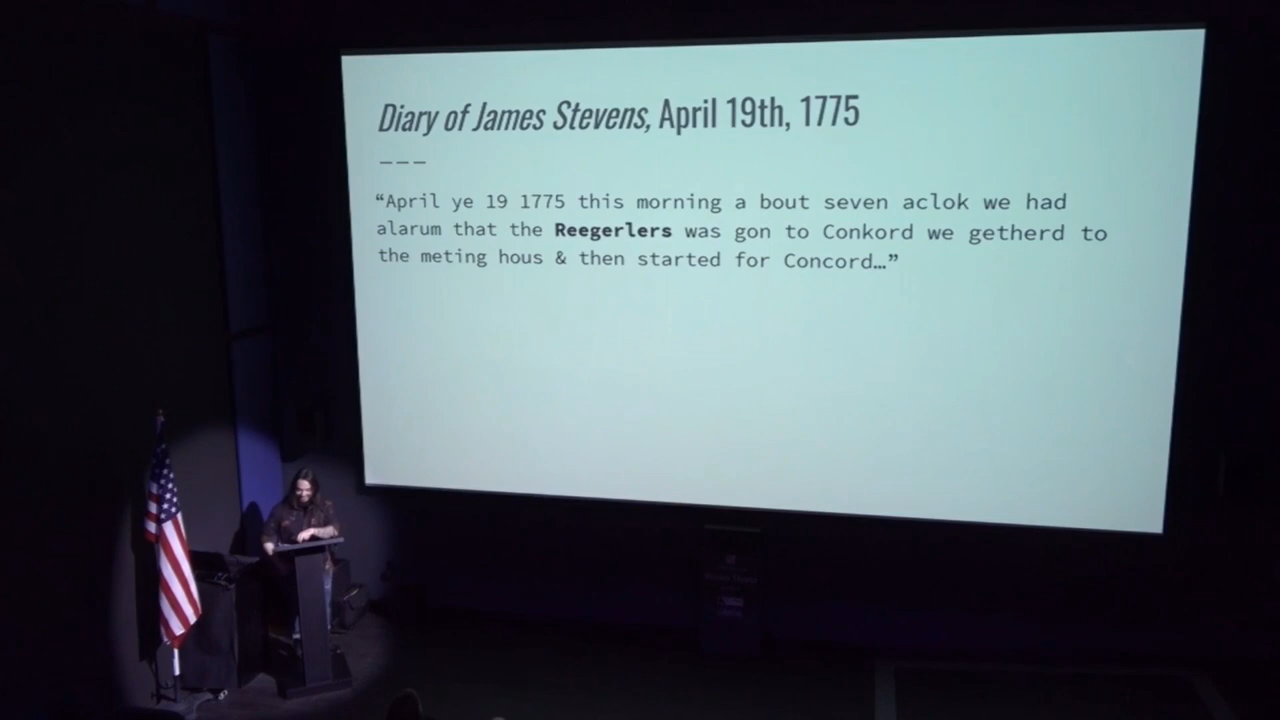 Diary of James Stevens, April 19th, 1775
———
“April ye 19 1775 this morning a bout seven aclok we had
alarum that the Reegerlers was gon to Conkord we getherd to
the meting hous & then started for Concord…”